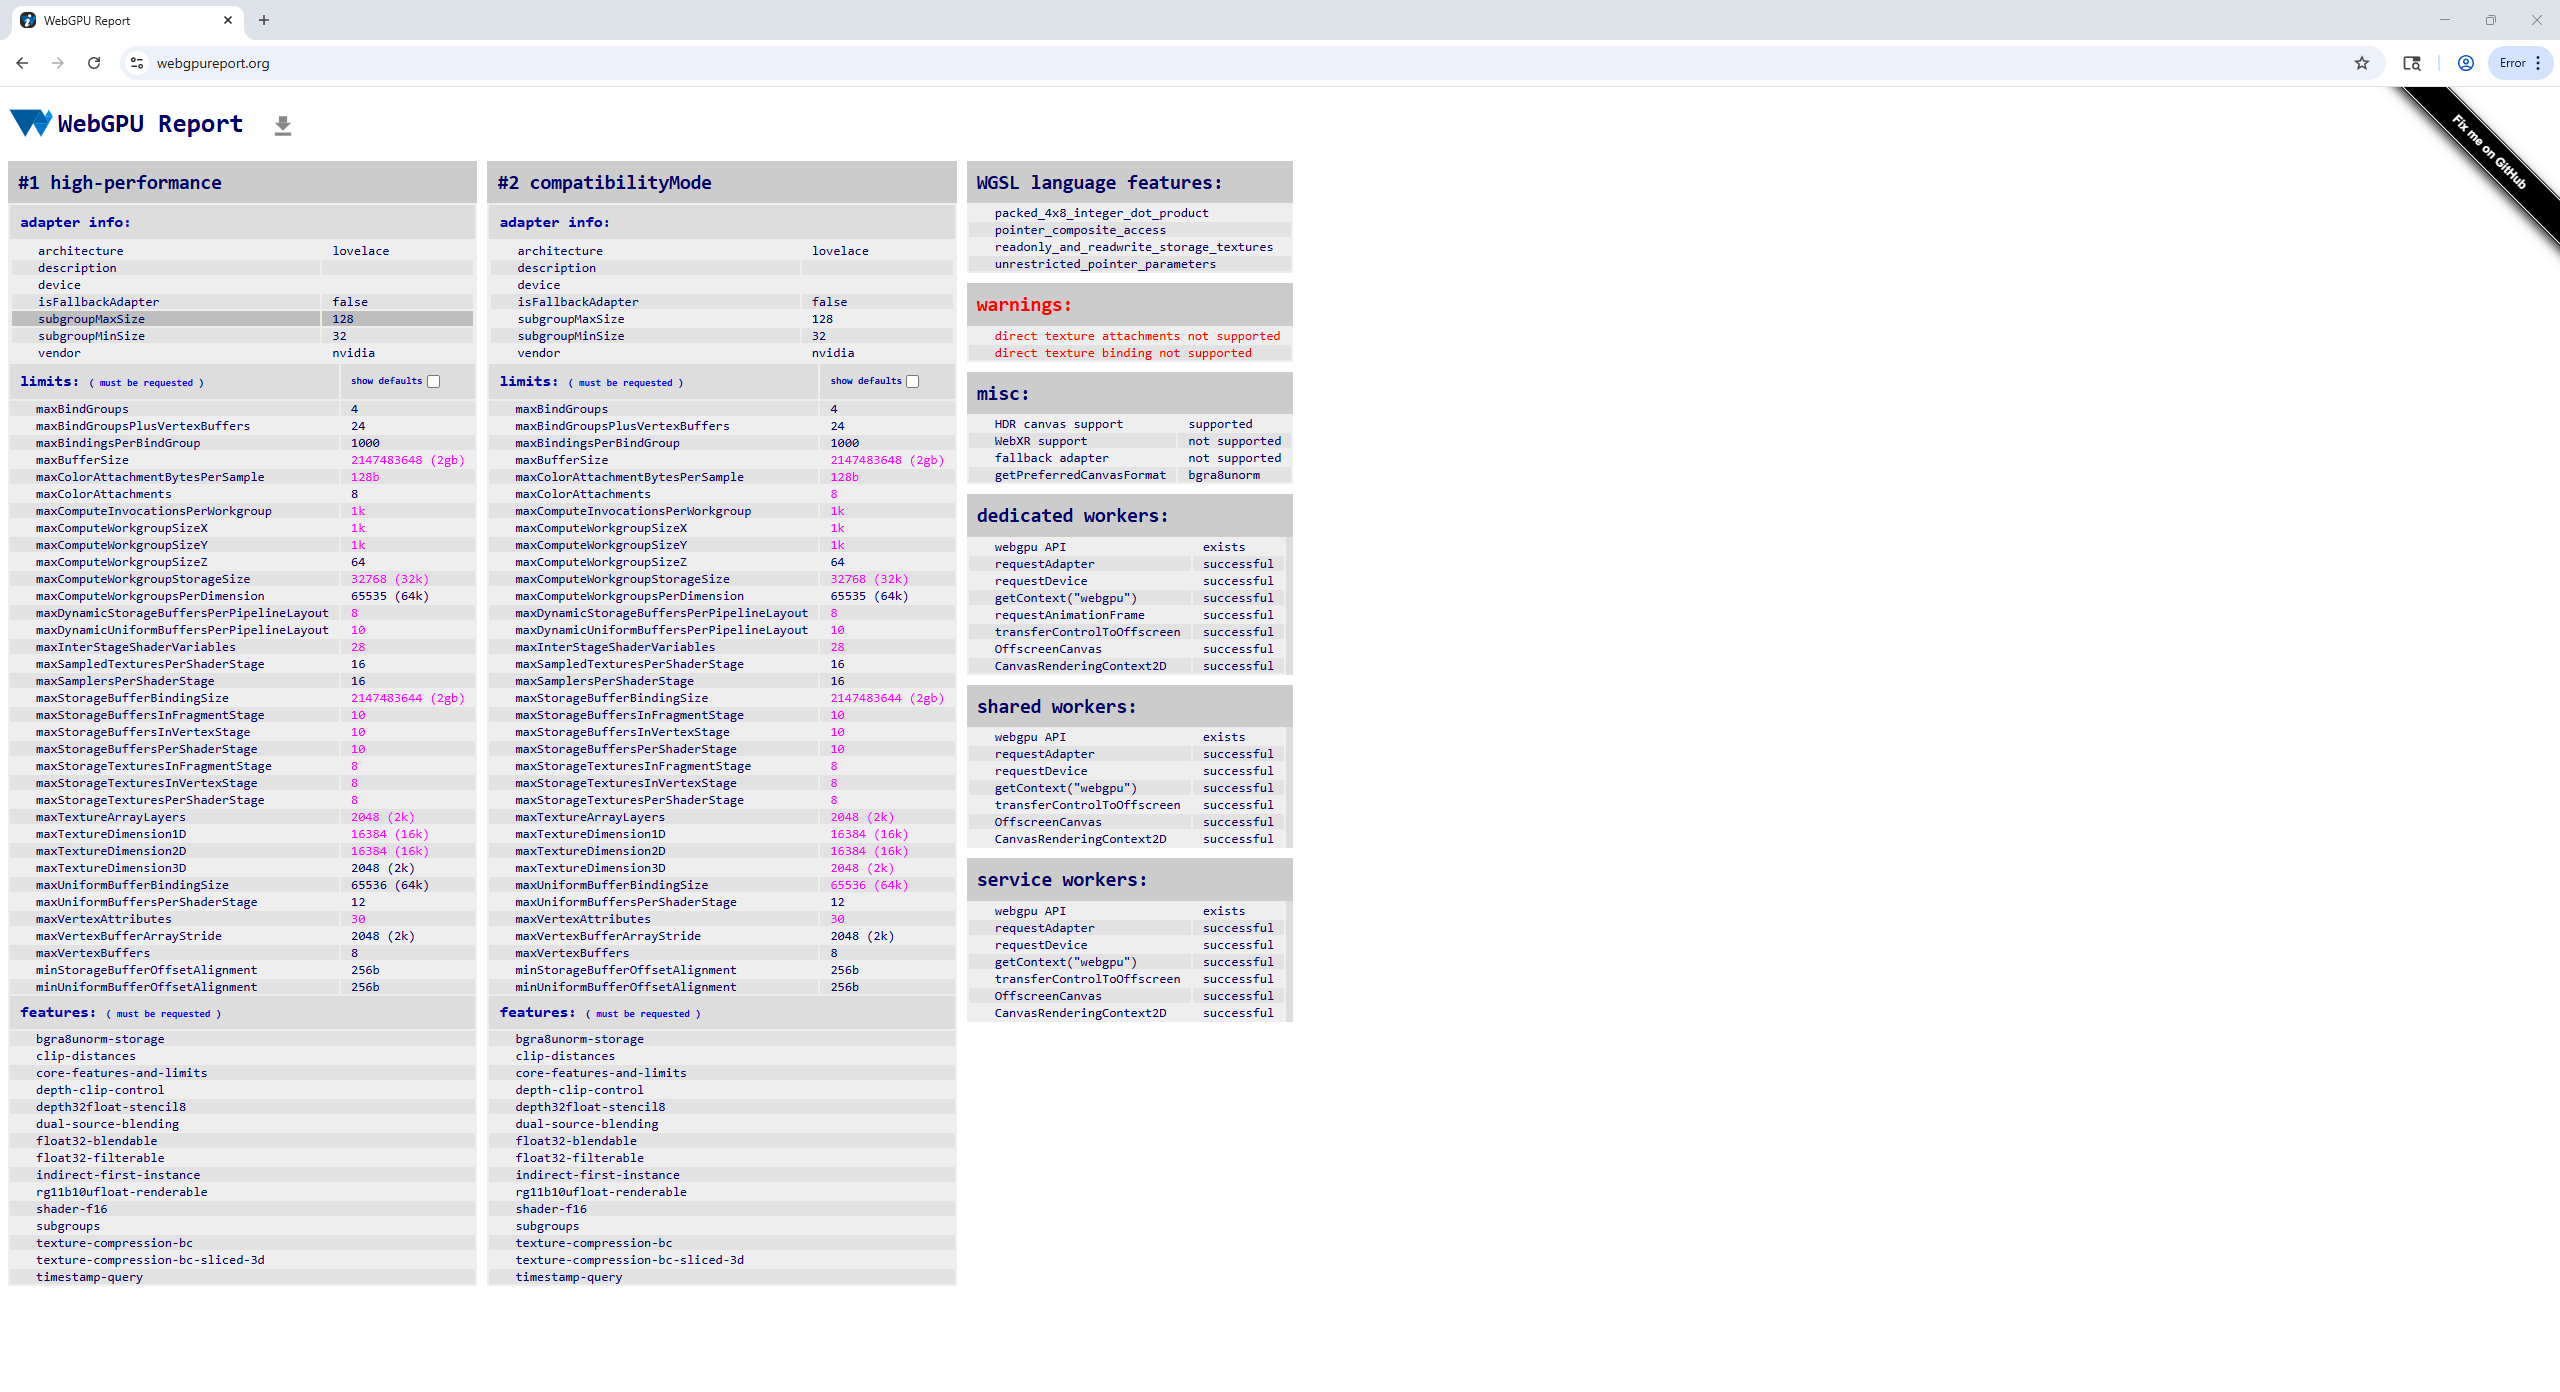 WebGPU Report
webgpureport.org
Error
WebGPU Report
Fix me on GitHub
#1 high-performance
adapter info:
architecture lovelace
description
device
isFallbackAdapter false
subgroupMaxSize 128
subgroupMinSize 32
vendor nvidia
limits: ( must be requested ) show defaults
maxBindGroups 4
maxBindGroupsPlusVertexBuffers 24
maxBindingsPerBindGroup 1000
maxBufferSize 2147483648 (2gb)
maxColorAttachmentBytesPerSample 128b
maxColorAttachments 8
maxComputeInvocationsPerWorkgroup 1k
maxComputeWorkgroupSizeX 1k
maxComputeWorkgroupSizeY 1k
maxComputeWorkgroupSizeZ 64
maxComputeWorkgroupStorageSize 32768 (32k)
maxComputeWorkgroupsPerDimension 65535 (64k)
maxDynamicStorageBuffersPerPipelineLayout 8
maxDynamicUniformBuffersPerPipelineLayout 10
maxInterStageShaderVariables 28
maxSampledTexturesPerShaderStage 16
maxSamplersPerShaderStage 16
maxStorageBufferBindingSize 2147483644 (2gb)
maxStorageBuffersInFragmentStage 10
maxStorageBuffersInVertexStage 10
maxStorageBuffersPerShaderStage 10
maxStorageTexturesInFragmentStage 8
maxStorageTexturesInVertexStage 8
maxStorageTexturesPerShaderStage 8
maxTextureArrayLayers 2048 (2k)
maxTextureDimension1D 16384 (16k)
maxTextureDimension2D 16384 (16k)
maxTextureDimension3D 2048 (2k)
maxUniformBufferBindingSize 65536 (64k)
maxUniformBuffersPerShaderStage 12
maxVertexAttributes 30
maxVertexBufferArrayStride 2048 (2k)
maxVertexBuffers 8
minStorageBufferOffsetAlignment 256b
minUniformBufferOffsetAlignment 256b
features: ( must be requested )
bgra8unorm-storage
clip-distances
core-features-and-limits
depth-clip-control
depth32float-stencil8
dual-source-blending
float32-blendable
float32-filterable
indirect-first-instance
rg11b10ufloat-renderable
shader-f16
subgroups
texture-compression-bc
texture-compression-bc-sliced-3d
timestamp-query
#2 compatibilityMode
adapter info:
architecture lovelace
description
device
isFallbackAdapter false
subgroupMaxSize 128
subgroupMinSize 32
vendor nvidia
limits: ( must be requested ) show defaults
maxBindGroups 4
maxBindGroupsPlusVertexBuffers 24
maxBindingsPerBindGroup 1000
maxBufferSize 2147483648 (2gb)
maxColorAttachmentBytesPerSample 128b
maxColorAttachments 8
maxComputeInvocationsPerWorkgroup 1k
maxComputeWorkgroupSizeX 1k
maxComputeWorkgroupSizeY 1k
maxComputeWorkgroupSizeZ 64
maxComputeWorkgroupStorageSize 32768 (32k)
maxComputeWorkgroupsPerDimension 65535 (64k)
maxDynamicStorageBuffersPerPipelineLayout 8
maxDynamicUniformBuffersPerPipelineLayout 10
maxInterStageShaderVariables 28
maxSampledTexturesPerShaderStage 16
maxSamplersPerShaderStage 16
maxStorageBufferBindingSize 2147483644 (2gb)
maxStorageBuffersInFragmentStage 10
maxStorageBuffersInVertexStage 10
maxStorageBuffersPerShaderStage 10
maxStorageTexturesInFragmentStage 8
maxStorageTexturesInVertexStage 8
maxStorageTexturesPerShaderStage 8
maxTextureArrayLayers 2048 (2k)
maxTextureDimension1D 16384 (16k)
maxTextureDimension2D 16384 (16k)
maxTextureDimension3D 2048 (2k)
maxUniformBufferBindingSize 65536 (64k)
maxUniformBuffersPerShaderStage 12
maxVertexAttributes 30
maxVertexBufferArrayStride 2048 (2k)
maxVertexBuffers 8
minStorageBufferOffsetAlignment 256b
minUniformBufferOffsetAlignment 256b
features: ( must be requested )
bgra8unorm-storage
clip-distances
core-features-and-limits
depth-clip-control
depth32float-stencil8
dual-source-blending
float32-blendable
float32-filterable
indirect-first-instance
rg11b10ufloat-renderable
shader-f16
subgroups
texture-compression-bc
texture-compression-bc-sliced-3d
timestamp-query
WGSL language features:
packed_4x8_integer_dot_product
pointer_composite_access
readonly_and_readwrite_storage_textures
unrestricted_pointer_parameters
warnings:
direct texture attachments not supported
direct texture binding not supported
misc:
HDR canvas support supported
WebXR support not supported
fallback adapter not supported
getPreferredCanvasFormat bgra8unorm
dedicated workers:
webgpu API exists
requestAdapter successful
requestDevice successful
getContext("webgpu") successful
requestAnimationFrame successful
transferControlToOffscreen successful
OffscreenCanvas successful
CanvasRenderingContext2D successful
shared workers:
webgpu API exists
requestAdapter successful
requestDevice successful
getContext("webgpu") successful
transferControlToOffscreen successful
OffscreenCanvas successful
CanvasRenderingContext2D successful
service workers:
webgpu API exists
requestAdapter successful
requestDevice successful
getContext("webgpu") successful
transferControlToOffscreen successful
OffscreenCanvas successful
CanvasRenderingContext2D successful